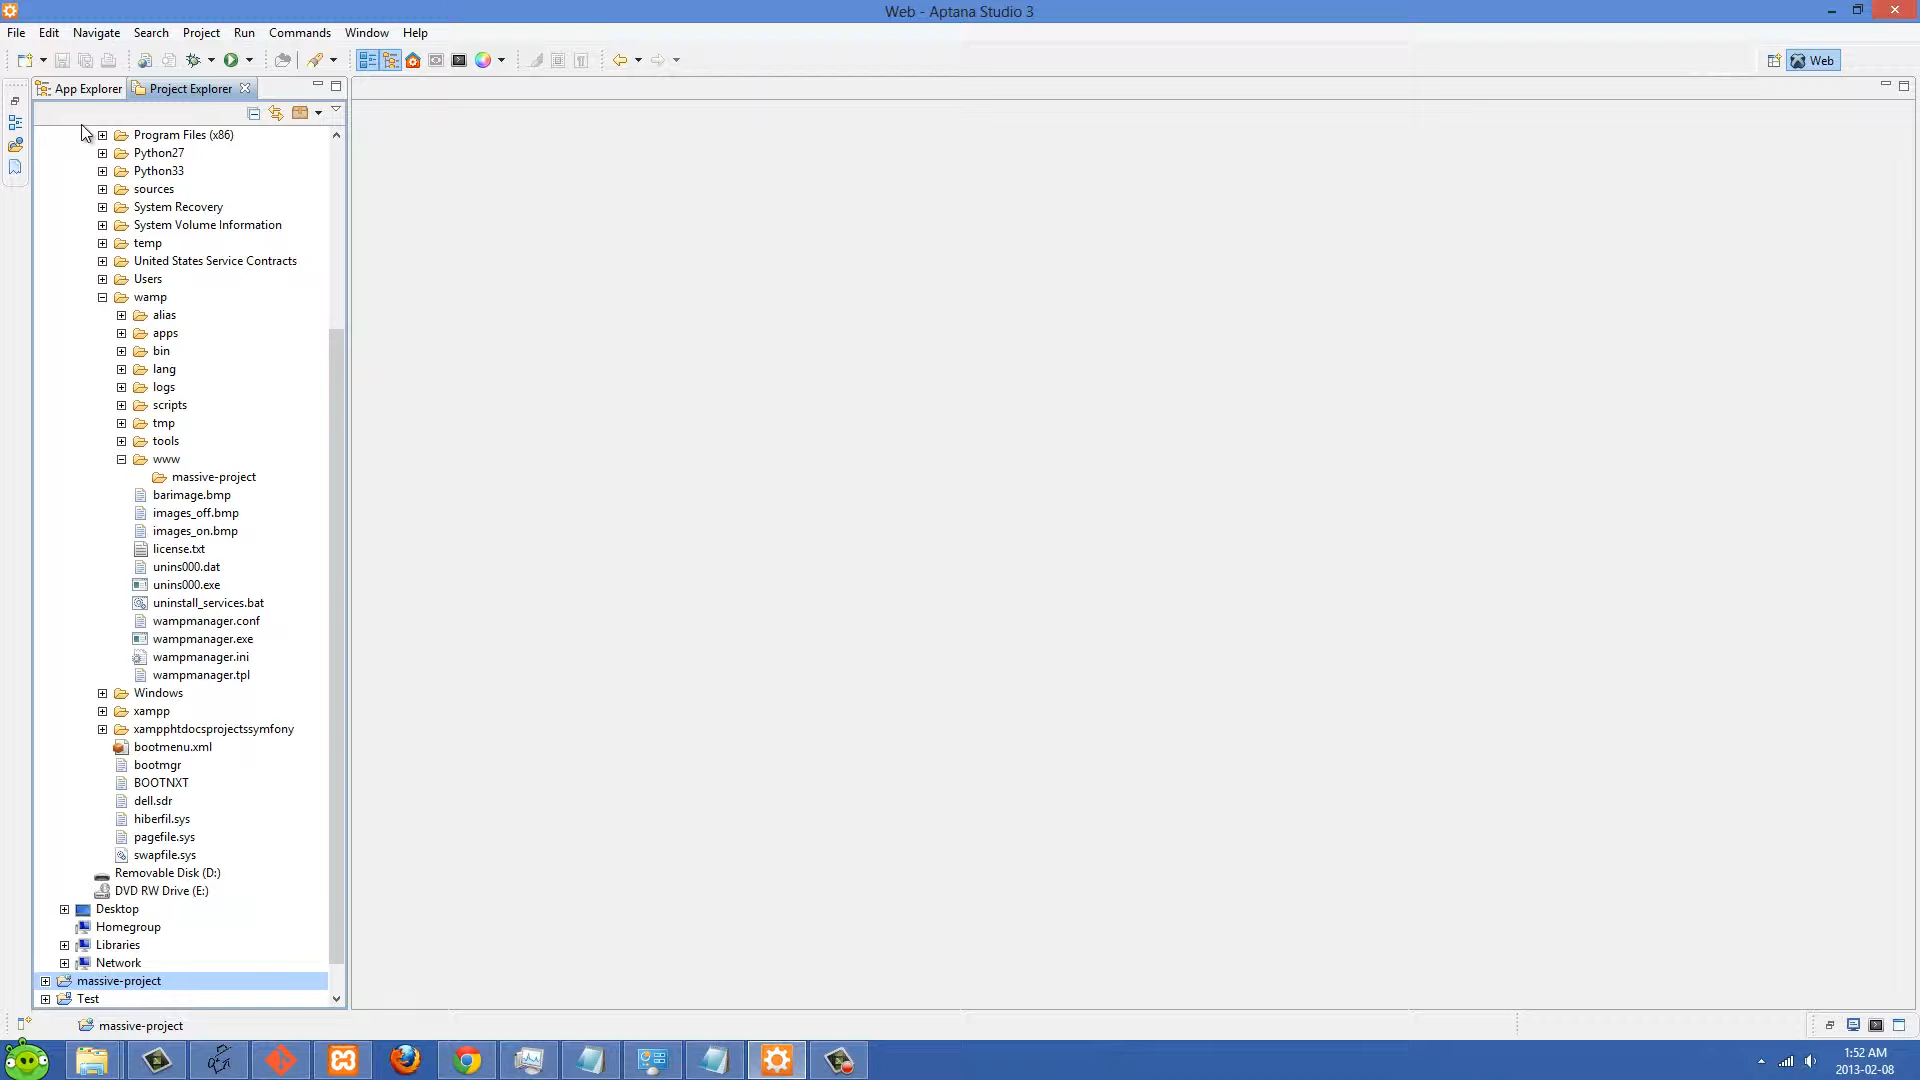 Web - Aptana Studio 3
File Edit Navigate Search Project Run Commands Window Help
Web
App Explorer Project Explorer
Program Files (x86)
Python27
Python33
sources
System Recovery
System Volume Information
temp
United States Service Contracts
Users
wamp
alias
apps
bin
lang
logs
scripts
tmp
tools
www
massive-project
barimage.bmp
images_off.bmp
images_on.bmp
license.txt
unins000.dat
unins000.exe
uninstall_services.bat
wampmanager.conf
wampmanager.exe
wampmanager.ini
wampmanager.tpl
Windows
xampp
xampphtdocsprojectssymfony
bootmenu.xml
bootmgr
BOOTNXT
dell.sdr
hiberfil.sys
pagefile.sys
swapfile.sys
Removable Disk (D:)
DVD RW Drive (E:)
Desktop
Homegroup
Libraries
Network
massive-project
Test
massive-project
1:52 AM
2013-02-08